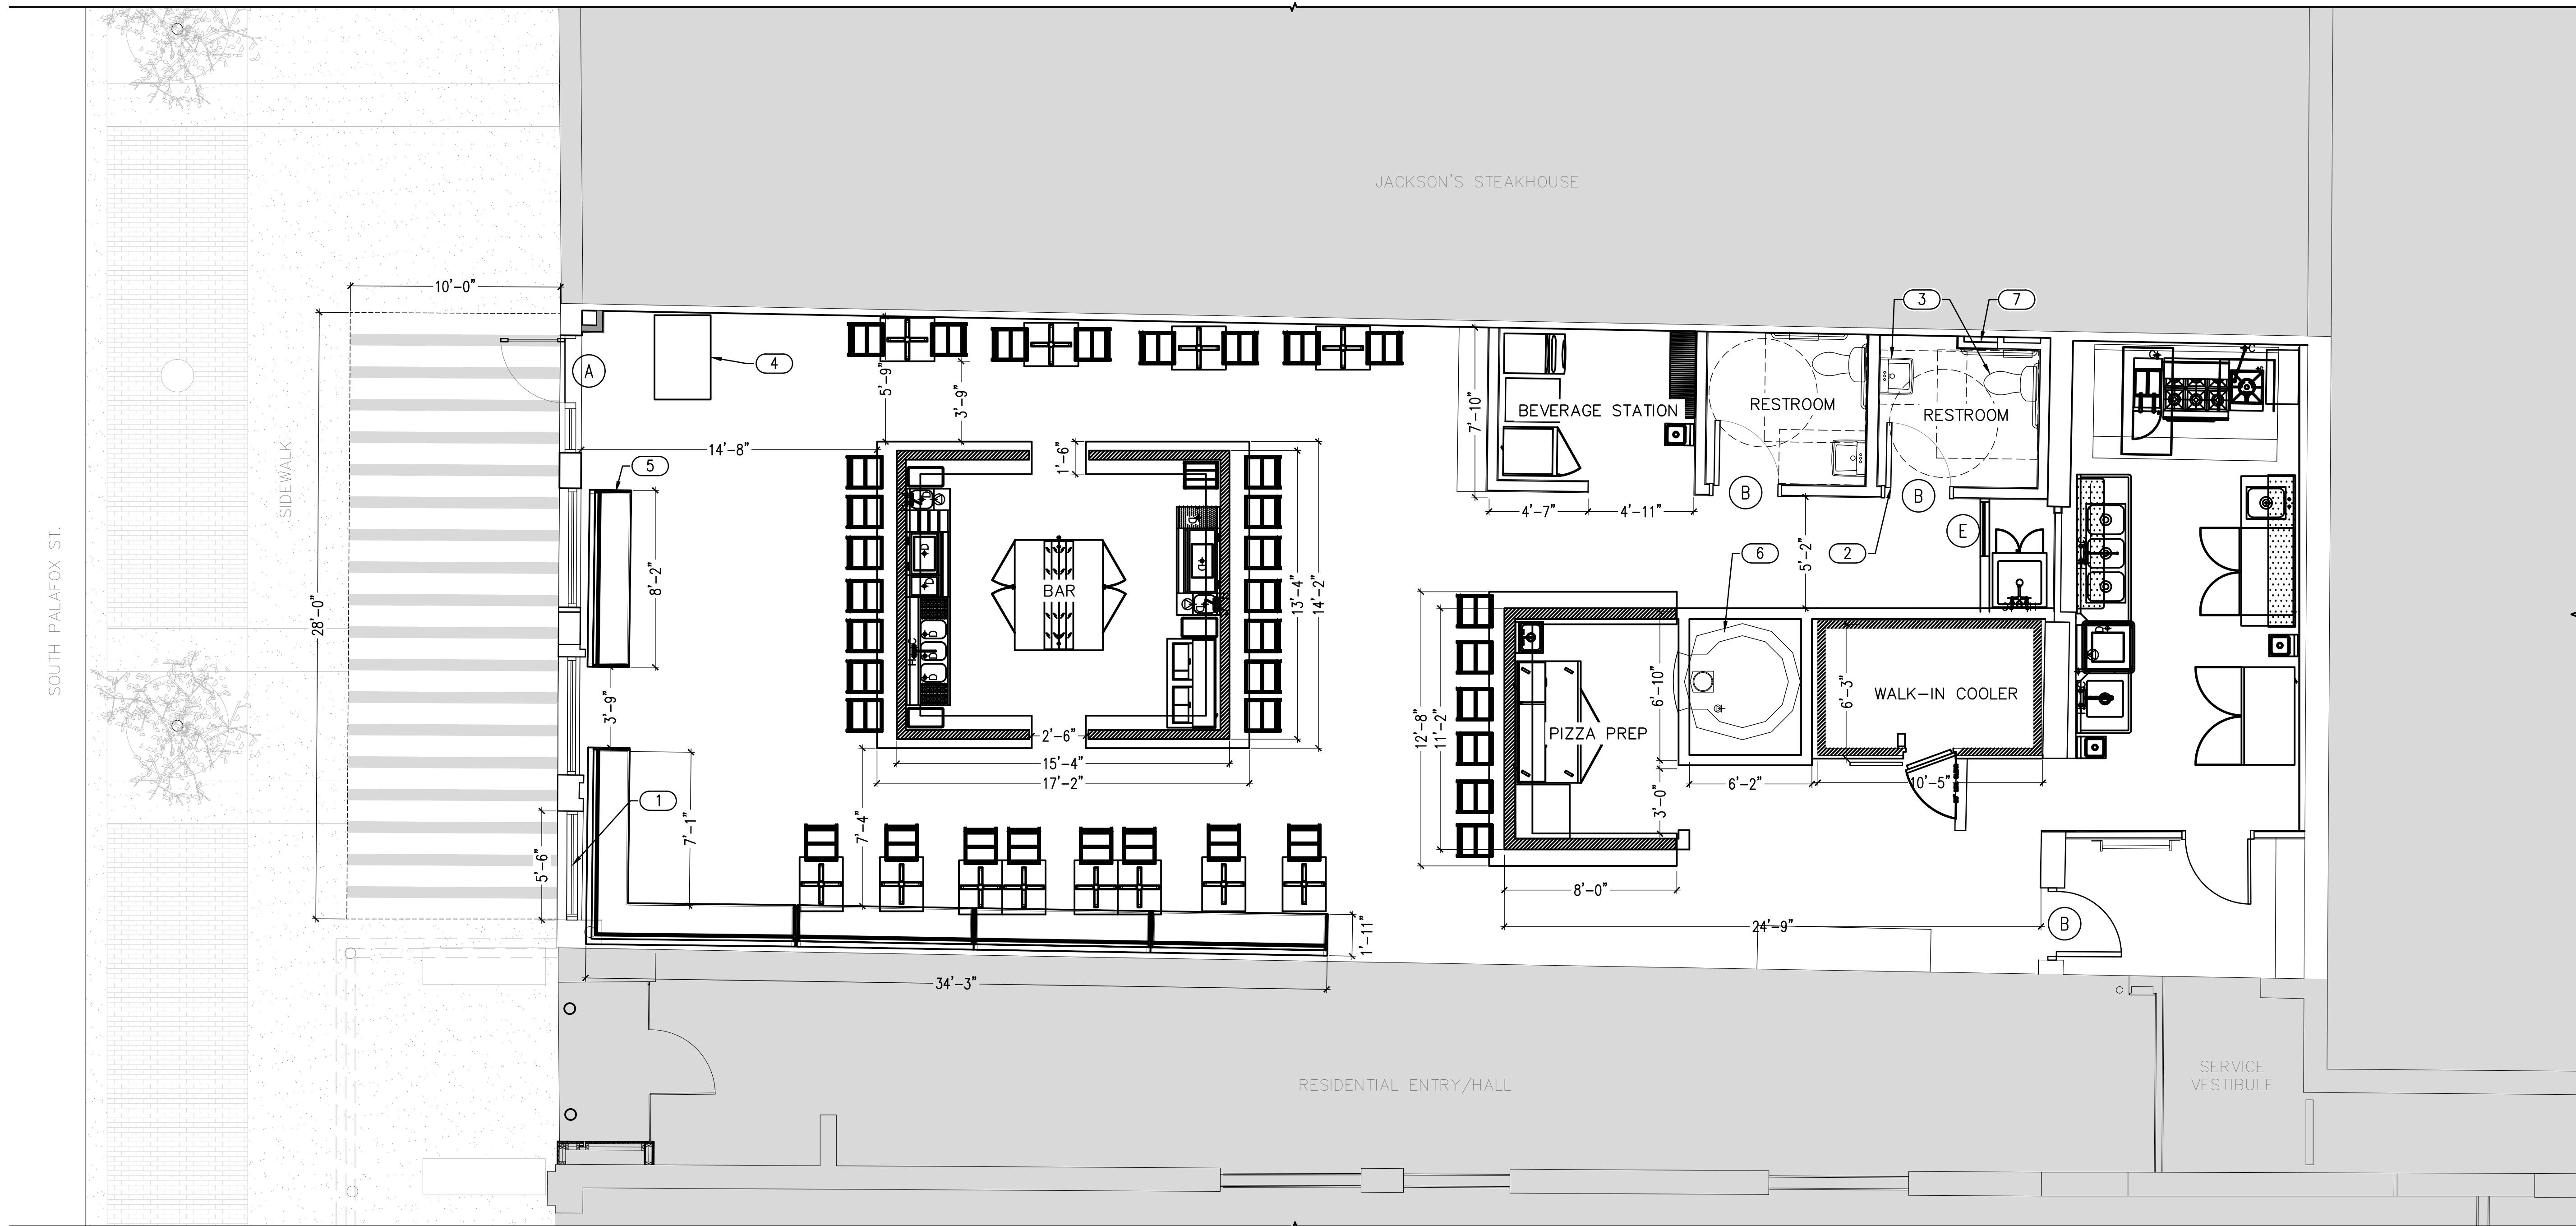 JACKSON'S STEAKHOUSE
10'-0"
3
7
A
4
5'-9"
3'-9"
7'-10"
BEVERAGE STATION
RESTROOM
RESTROOM
SIDEWALK
SOUTH PALAFOX ST.
14'-8"
5
1'-6"
4'-7"
4'-11"
B
B
E
6
2
5'-2"
8'-2"
BAR
13'-4"
14'-2"
28'-0"
3'-9"
2'-6"
15'-4"
17'-2"
12'-8"
11'-2"
PIZZA PREP
6'-10"
6'-3"
WALK-IN COOLER
6'-2"
10'-5"
3'-0"
1
7'-1"
7'-4"
5'-6"
8'-0"
24'-9"
B
1'-11"
34'-3"
RESIDENTIAL ENTRY/HALL
SERVICE
VESTIBULE